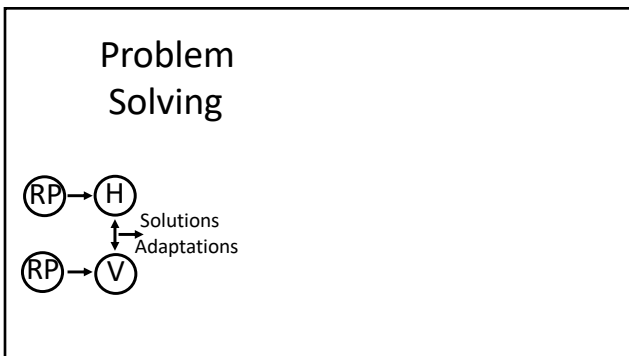 Problem
Solving
RP H
Solutions
Adaptations
RP V